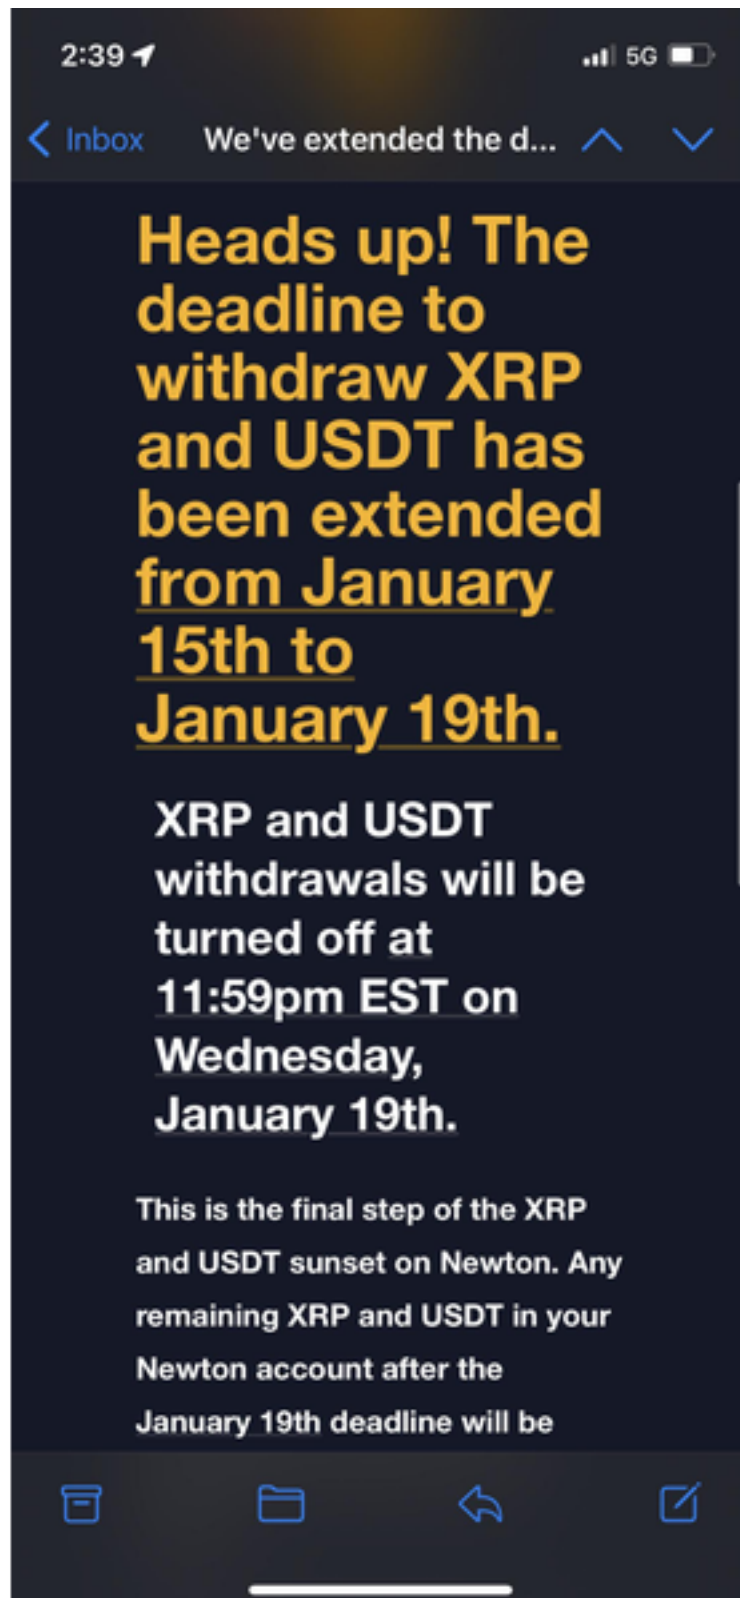 2:39
5G
Inbox
We've extended the d...
Heads up! The
deadline to
withdraw XRP
and USDT has
been extended
from January
15th to
January 19th.
XRP and USDT
withdrawals will be
turned off at
11:59pm EST on
Wednesday,
January 19th.
This is the final step of the XRP
and USDT sunset on Newton. Any
remaining XRP and USDT in your
Newton account after the
January 19th deadline will be